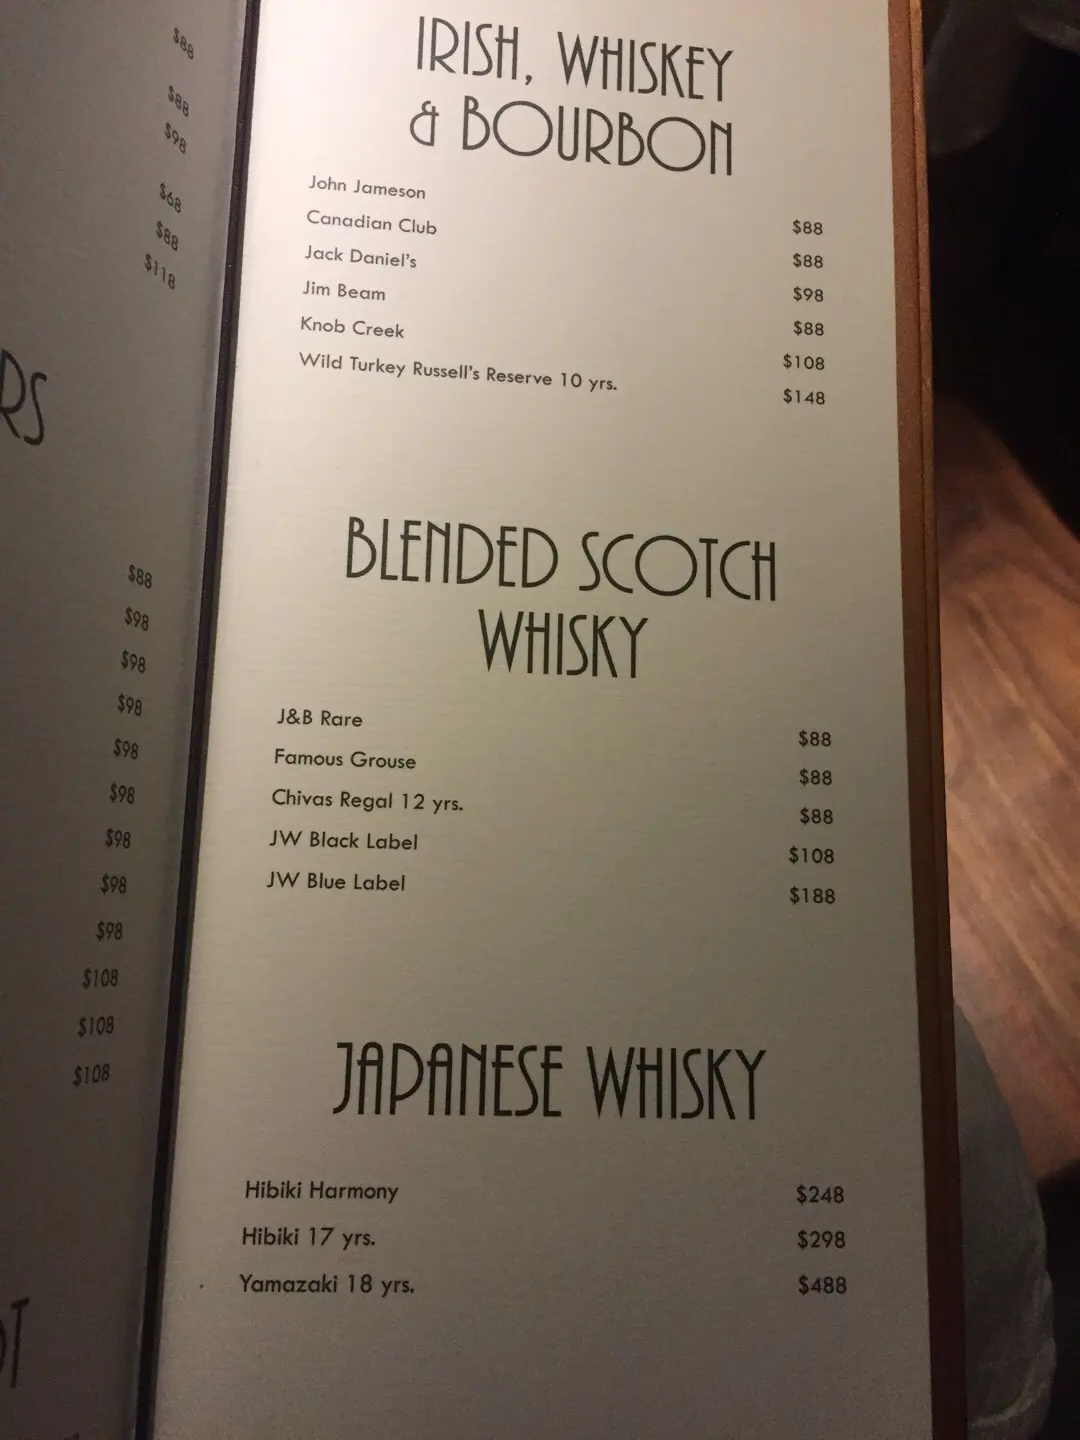 $88
$88
$98
$68
$88
$118
RS
$88
$98
$98
$98
$98
$98
$98
$98
$98
$108
$108
$108
OT
IRISH, WHISKEY
& BOURBON
John Jameson $88
Canadian Club $88
Jack Daniel's $98
Jim Beam $88
Knob Creek $108
Wild Turkey Russell's Reserve 10 yrs. $148
BLENDED SCOTCH
WHISKY
J&B Rare $88
Famous Grouse $88
Chivas Regal 12 yrs. $88
JW Black Label $108
JW Blue Label $188
JAPANESE WHISKY
Hibiki Harmony $248
Hibiki 17 yrs. $298
Yamazaki 18 yrs. $488